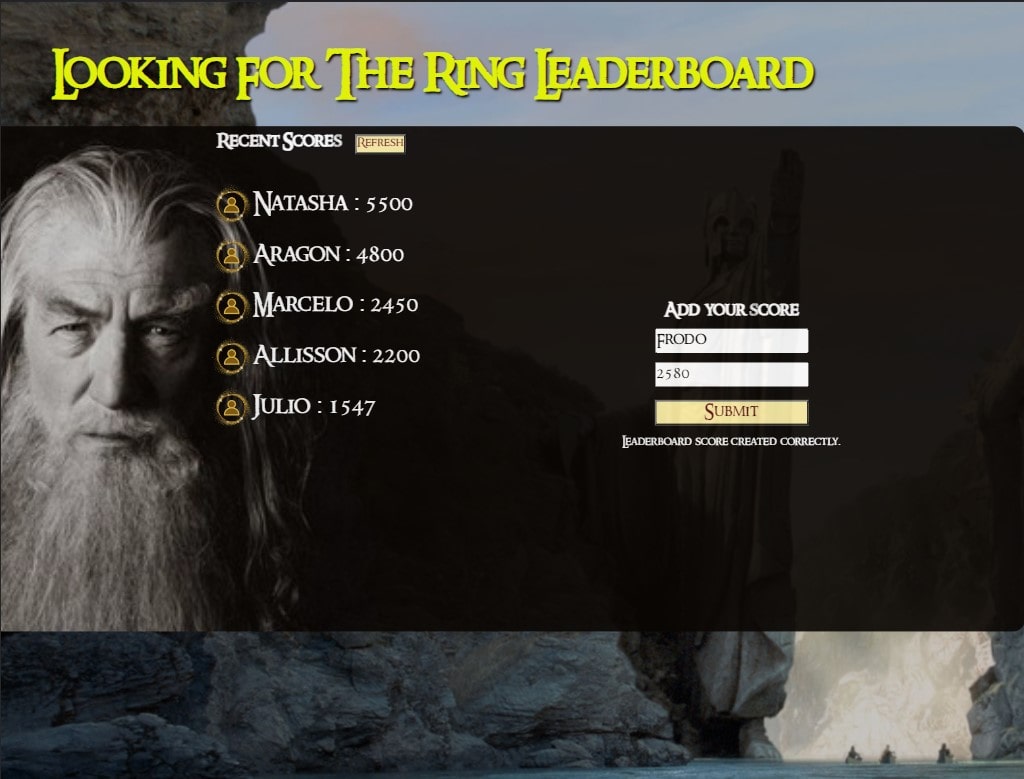 Looking For The Ring Leaderboard
Recent Scores Refresh
Natasha : 5500
Aragon : 4800
Marcelo : 2450
Allisson : 2200
Julio : 1547
Add your score
Frodo
2580
Submit
Leaderboard score created correctly.